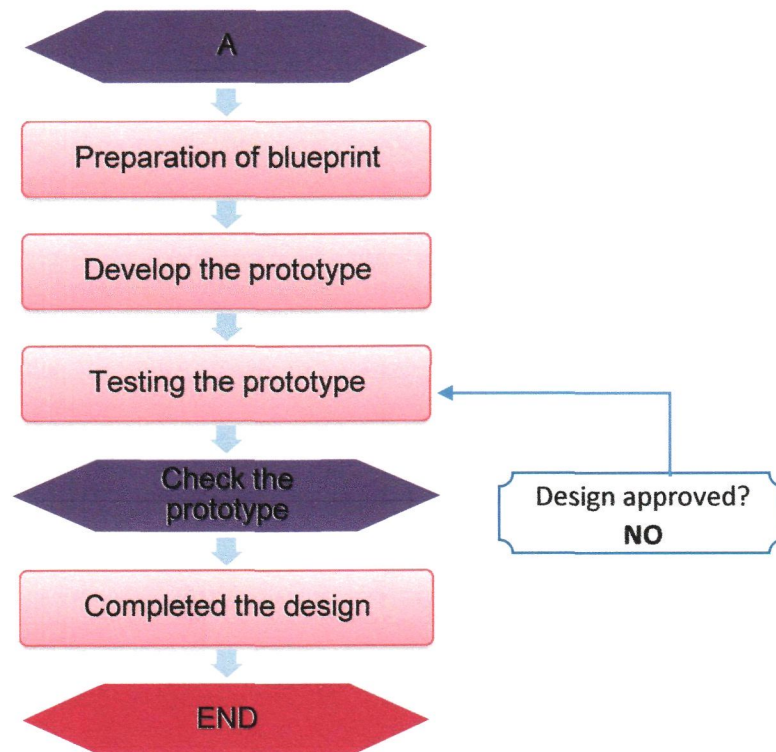 A
Preparation of blueprint
Develop the prototype
Testing the prototype
Check the
prototype
Design approved?
NO
Completed the design
END